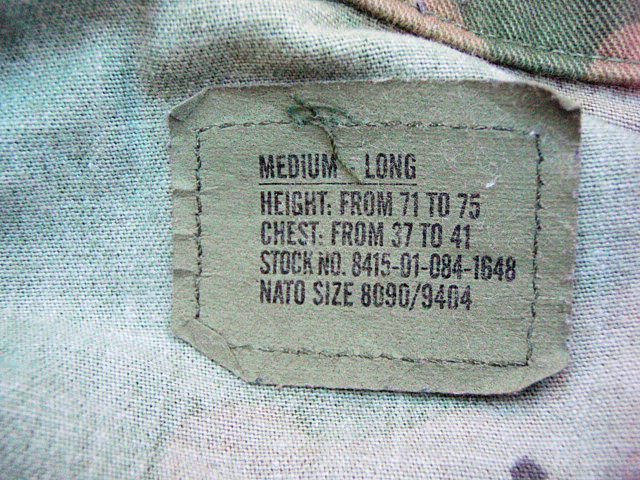 MEDIUM LONG
HEIGHT: FROM 71 TO 75
CHEST: FROM 37 TO 41
STOCK NO. 8415-01-084-1648
NATO SIZE 8090/9404